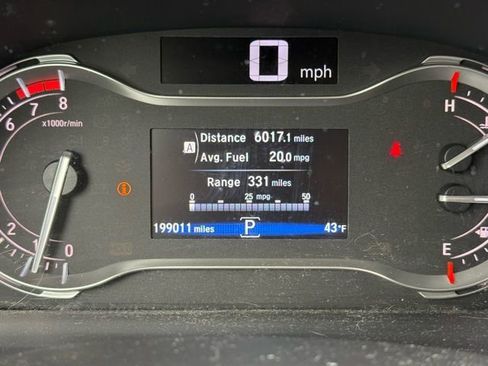 0 mph
8
7
6
x1000r/min
2
1
0
A
Distance 6017.1 miles
Avg. Fuel 20.0 mpg
Range 331 miles
0 25 50
mpg
199011 miles P 43°F
H
E